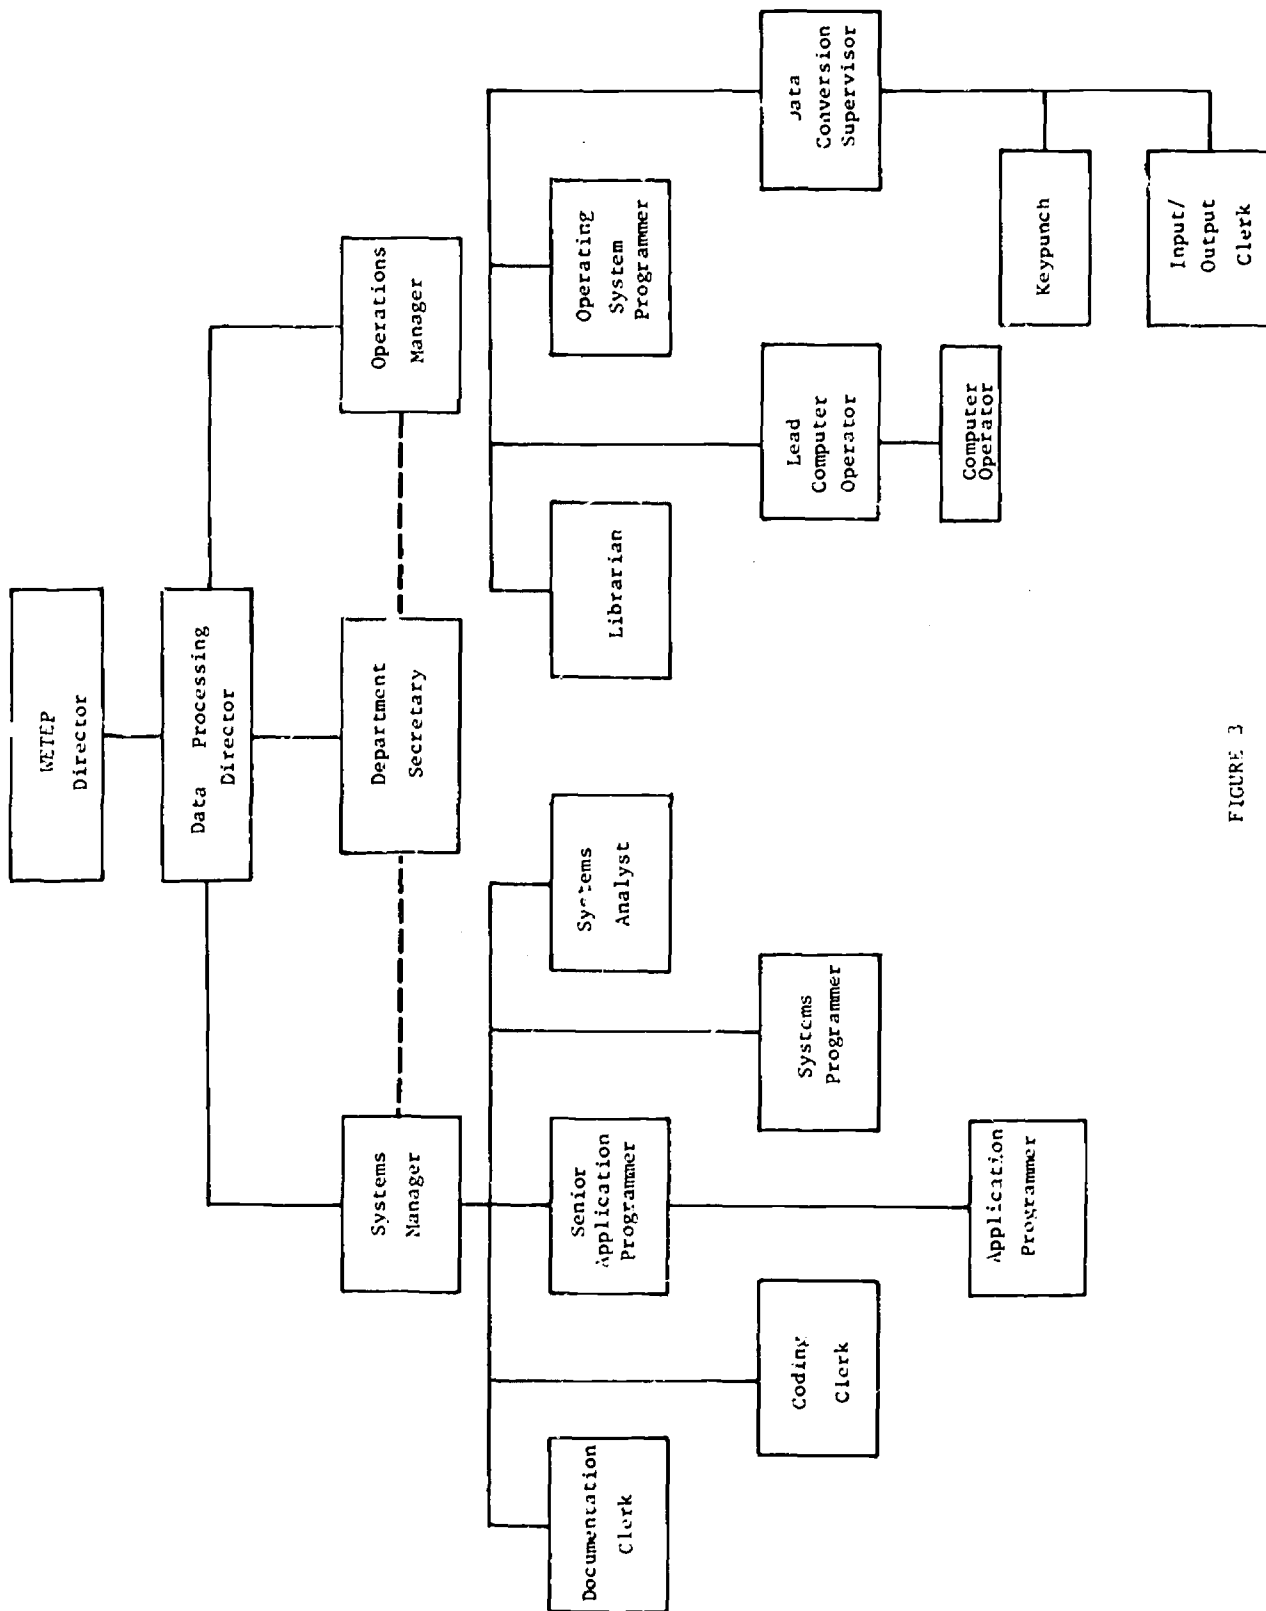 WETEP
Director
Data Processing
Director
Systems
Manager
Department
Secretary
Operations
Manager
Documentation
Clerk
Senior
Application
Programmer
Systems
Analyst
Librarian
Operating
System
Programmer
Coding
Clerk
Systems
Programmer
Lead
Computer
Operator
Data
Conversion
Supervisor
Application
Programmer
Computer
Operator
Keypunch
Input/
Output
Clerk
FIGURE 3